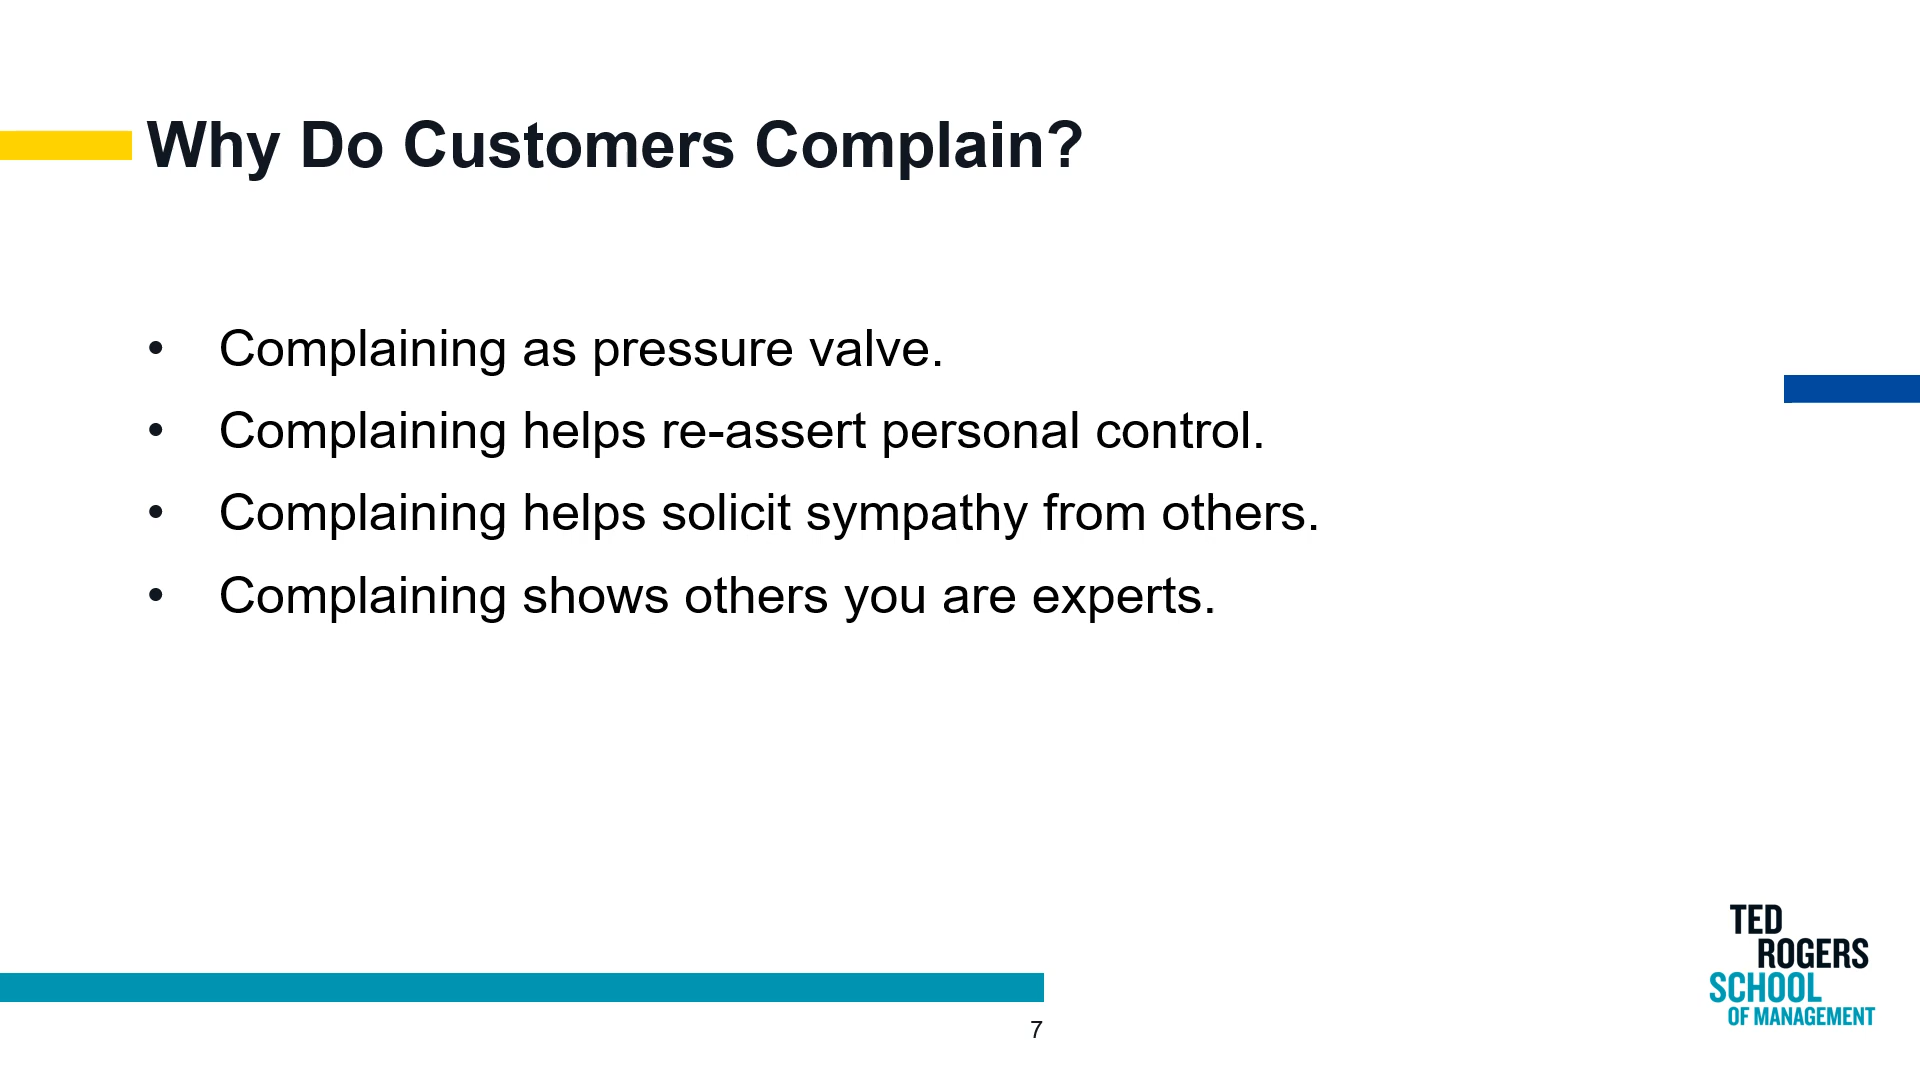 Why Do Customers Complain?
• Complaining as pressure valve.
• Complaining helps re-assert personal control.
• Complaining helps solicit sympathy from others.
• Complaining shows others you are experts.
7
TED
ROGERS
SCHOOL
OF MANAGEMENT